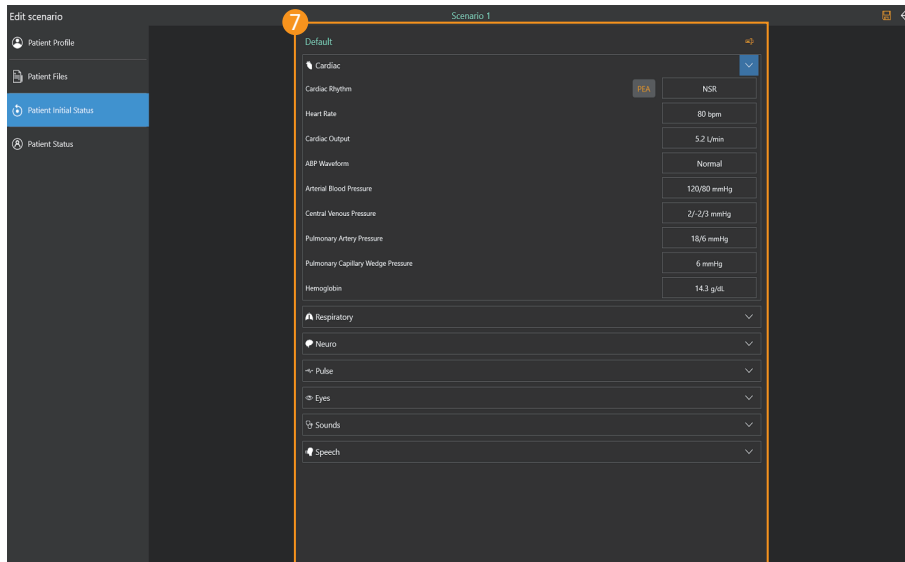 Edit scenario
Scenario 1
7
Patient Profile
Patient Files
Patient Initial Status
Patient Status
Default
Cardiac
Cardiac Rhythm PEA NSR
Heart Rate 80 bpm
Cardiac Output 5.2 L/min
ABP Waveform Normal
Arterial Blood Pressure 120/80 mmHg
Central Venous Pressure 2/-2/3 mmHg
Pulmonary Artery Pressure 18/6 mmHg
Pulmonary Capillary Wedge Pressure 6 mmHg
Hemoglobin 14.3 g/dL
Respiratory
Neuro
Pulse
Eyes
Sounds
Speech